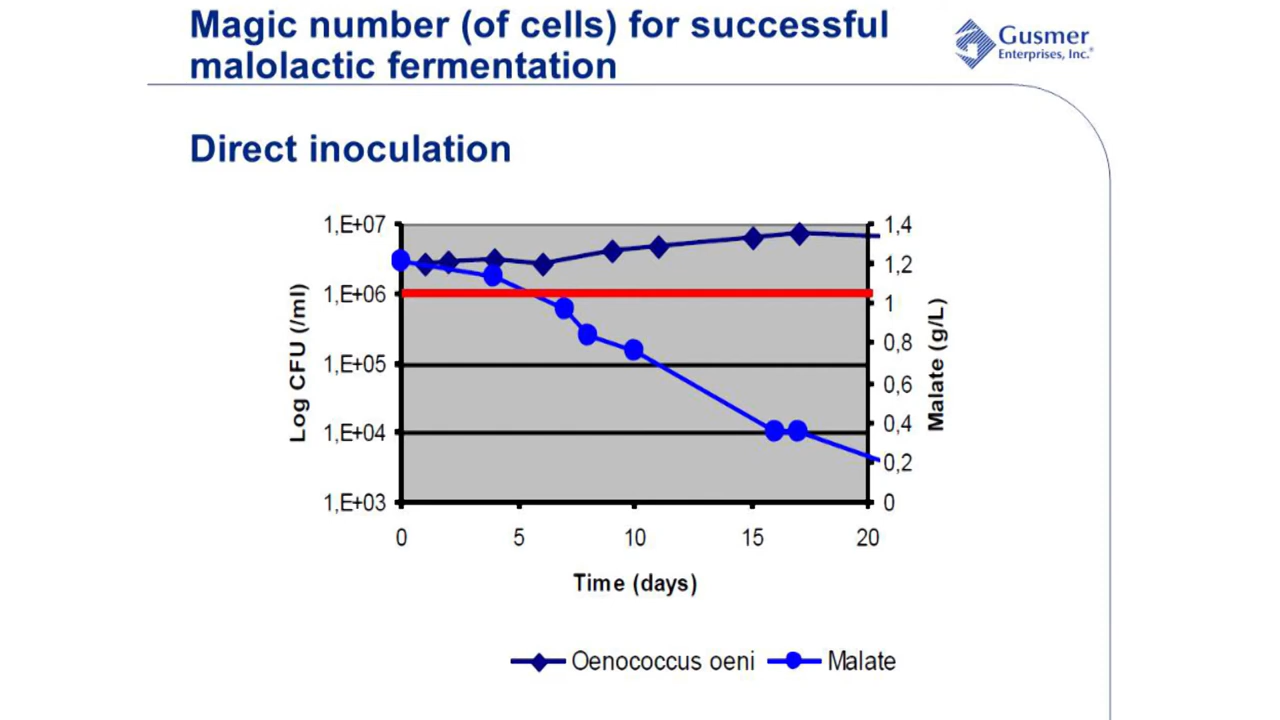 Magic number (of cells) for successful
malolactic fermentation
Gusmer
Enterprises, Inc.®
Direct inoculation
1,E+07
1,E+06
1,E+05
1,E+04
1,E+03
Log CFU (/ml)
1,4
1,2
1
0,8
0,6
0,4
0,2
0
Malate (g/L)
0 5 10 15 20
Time (days)
Oenococcus oeni Malate